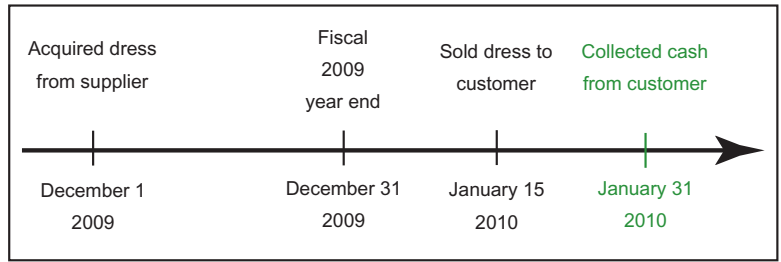 Acquired dress
from supplier
Fiscal
2009
year end
Sold dress to
customer
Collected cash
from customer
December 1
2009
December 31
2009
January 15
2010
January 31
2010